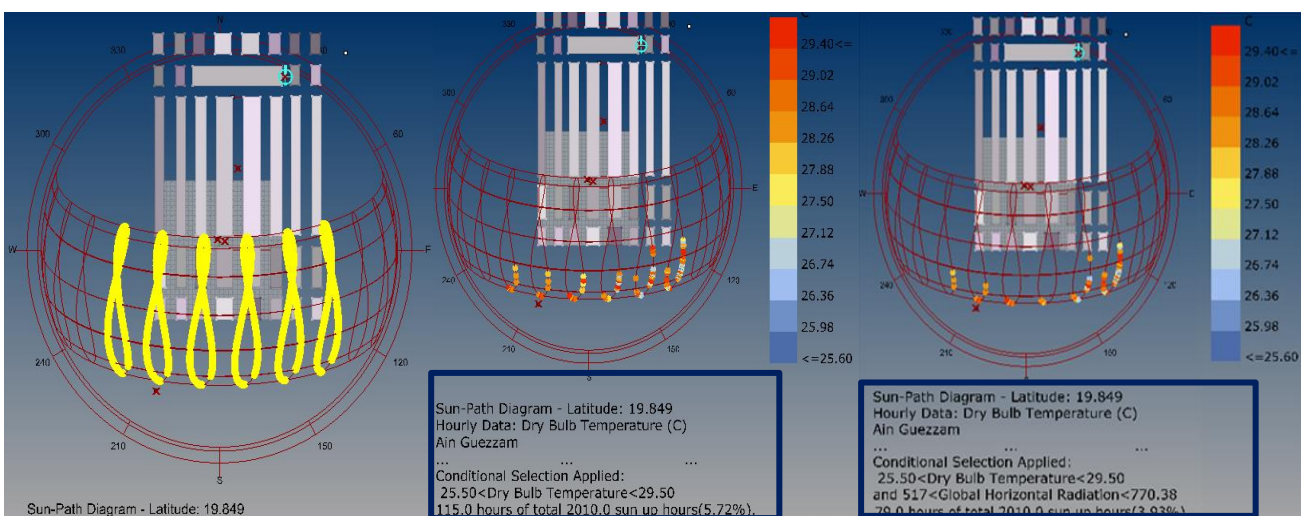 N
300
60
W
240
120
210
150
S
Sun-Path Diagram - Latitude: 19.849
330
60
E
240
120
210
150
S
C
29.40<=
29.02
28.64
28.26
27.88
27.50
27.12
26.74
26.36
25.98
<=25.60
Sun-Path Diagram - Latitude: 19.849
Hourly Data: Dry Bulb Temperature (C)
Ain Guezzam
... ... ...
Conditional Selection Applied:
25.50<Dry Bulb Temperature<29.50
115.0 hours of total 2010.0 sun up hours(5.72%).
300
60
W
240
120
210
C
29.40<=
29.02
28.64
28.26
27.88
27.50
27.12
26.74
26.36
25.98
<=25.60
Sun-Path Diagram - Latitude: 19.849
Hourly Data: Dry Bulb Temperature (C)
Ain Guezzam
... ... ...
Conditional Selection Applied:
25.50<Dry Bulb Temperature<29.50
and 517<Global Horizontal Radiation<770.38
79.0 hours of total 2010.0 sun up hours(3.93%).